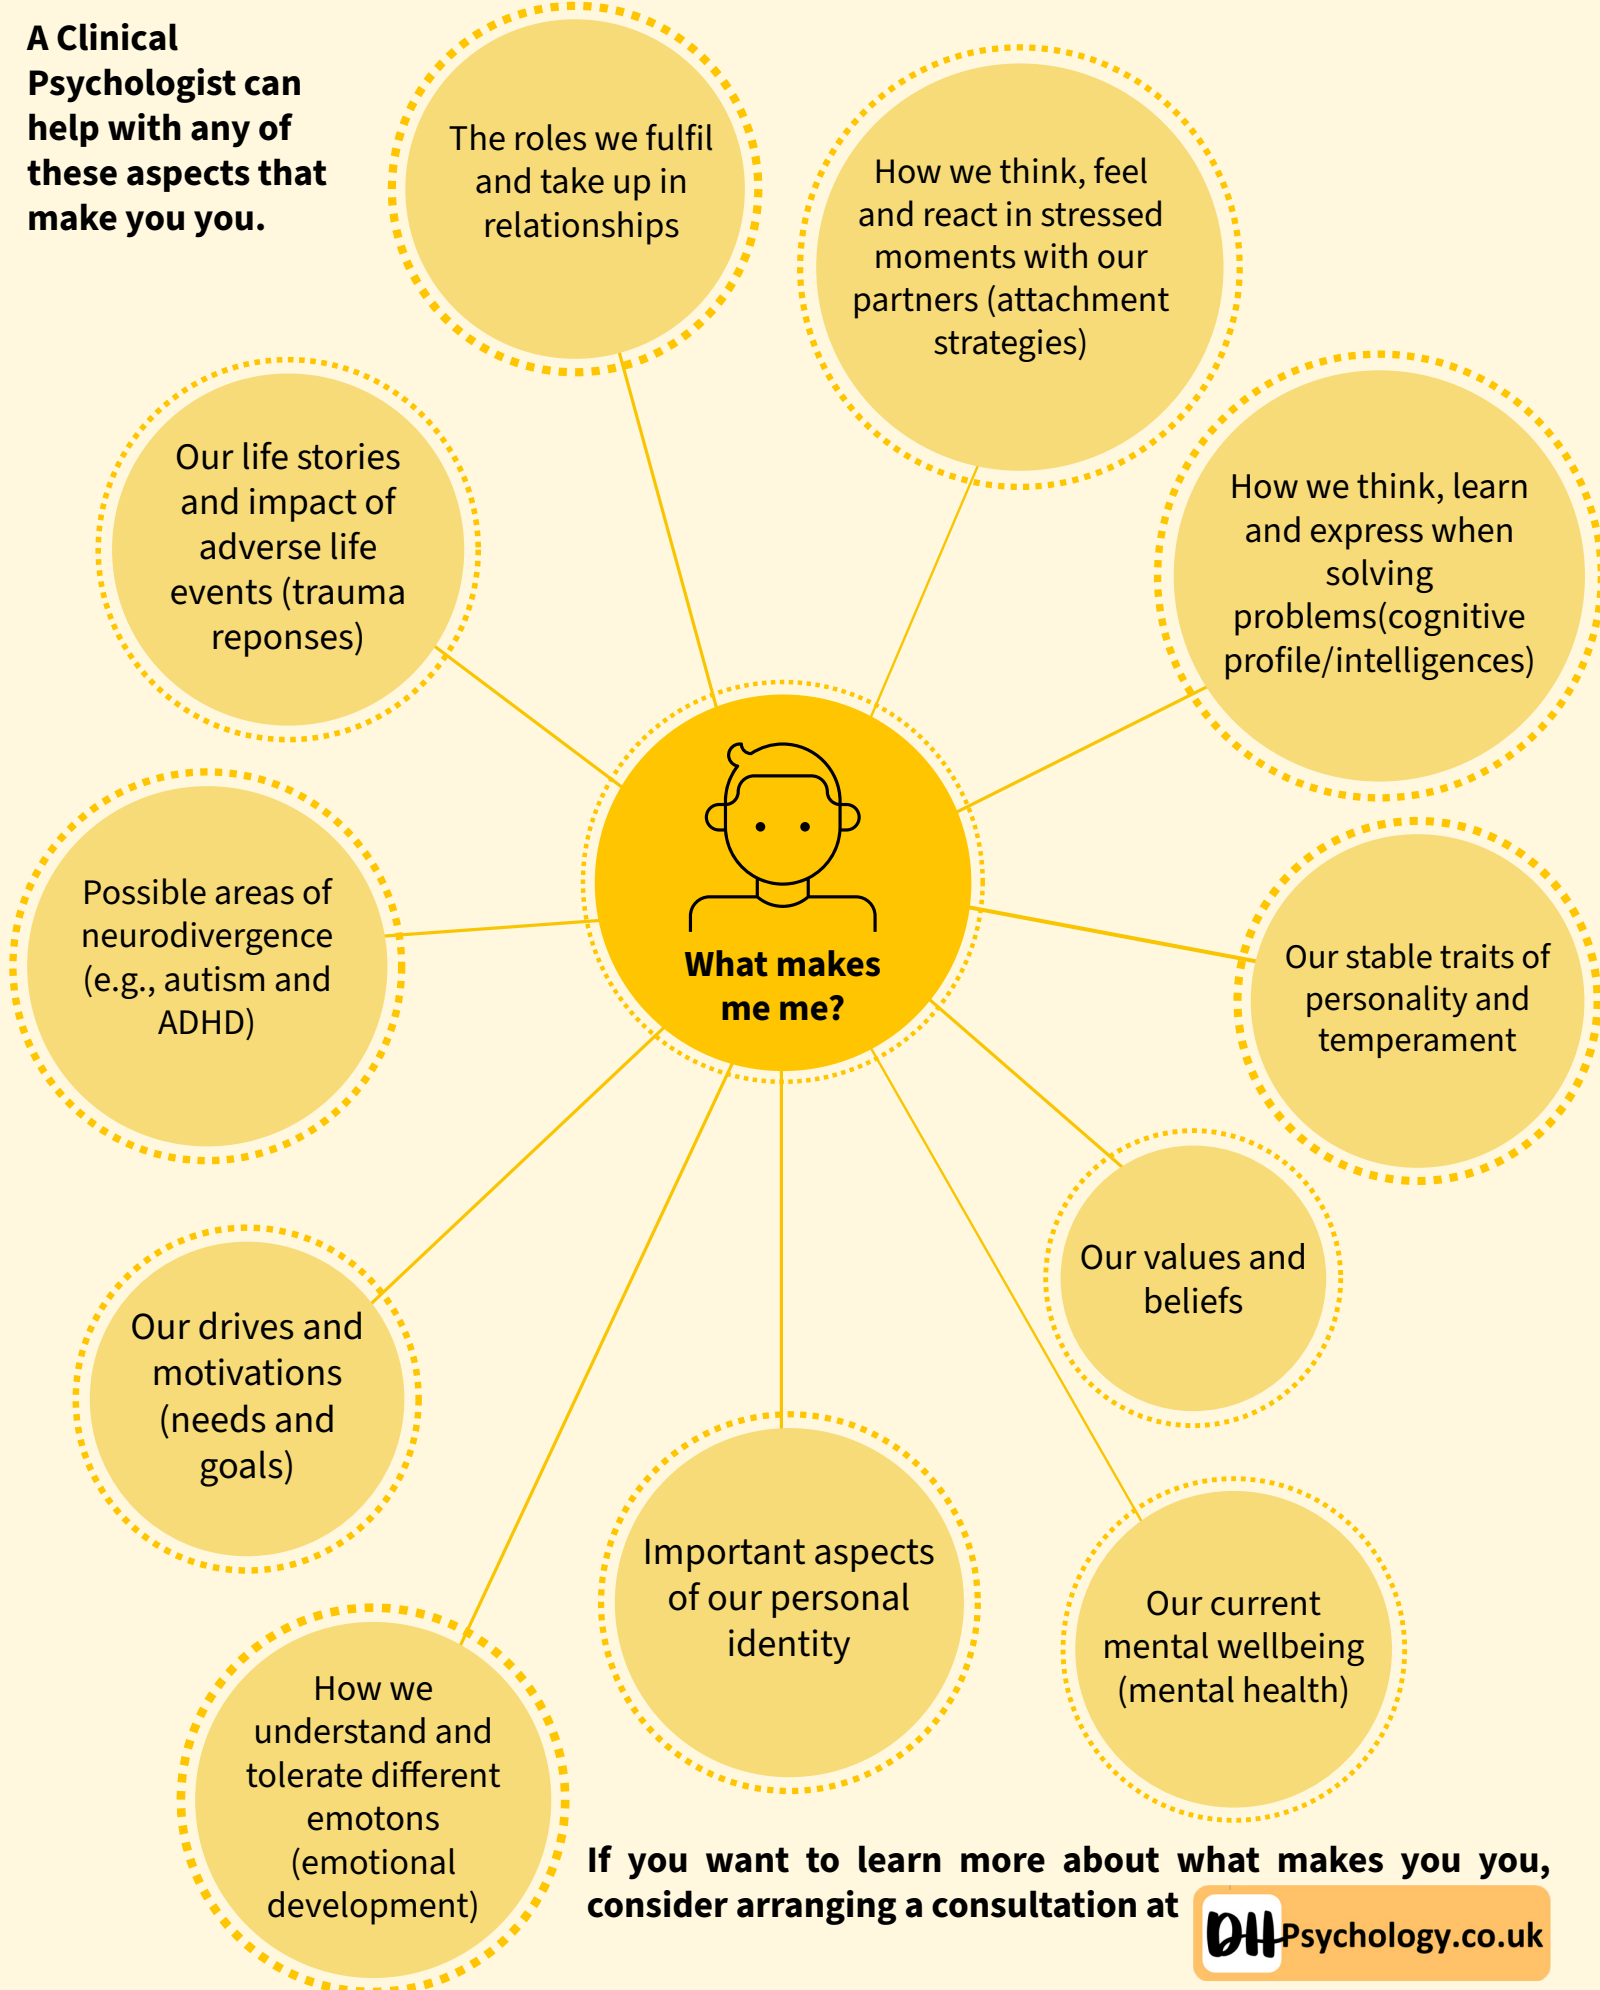 A Clinical
Psychologist can
help with any of
these aspects that
make you you.
The roles we fulfil
and take up in
relationships
How we think, feel
and react in stressed
moments with our
partners (attachment
strategies)
Our life stories
and impact of
adverse life
events (trauma
reponses)
How we think, learn
and express when
solving
problems(cognitive
profile/intelligences)
Possible areas of
neurodivergence
(e.g., autism and
ADHD)
What makes
me me?
Our stable traits of
personality and
temperament
Our values and
beliefs
Our drives and
motivations
(needs and
goals)
Important aspects
of our personal
identity
Our current
mental wellbeing
(mental health)
How we
understand and
tolerate different
emotons
(emotional
development)
If you want to learn more about what makes you you,
consider arranging a consultation at
DH Psychology.co.uk